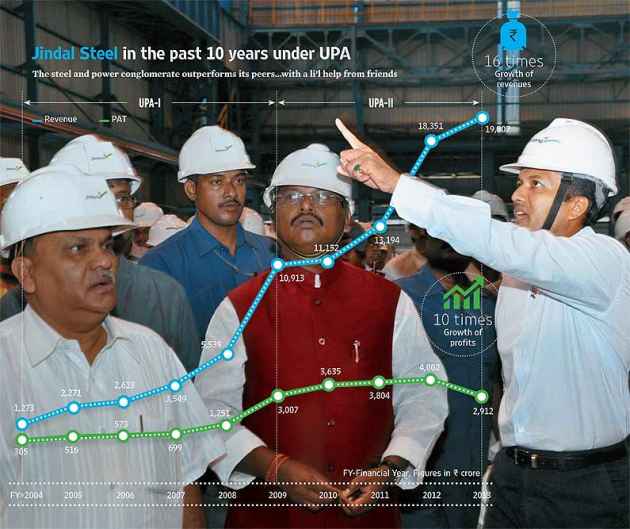 Jindal Steel in the past 10 years under UPA
The steel and power conglomerate outperforms its peers...with a li'l help from friends
16 times
Growth of
revenues
UPA-I
UPA-II
Revenue
PAT
18,351
19,807
13,194
11,152
10,913
10 times
Growth of
profits
5,539
3,549
2,623
2,271
1,273
4,002
3,804
3,635
3,007
2,912
1,251
699
573
516
305
FY-Financial Year, Figures in ₹ crore
FY>2004 2005 2006 2007 2008 2009 2010 2011 2012 2013